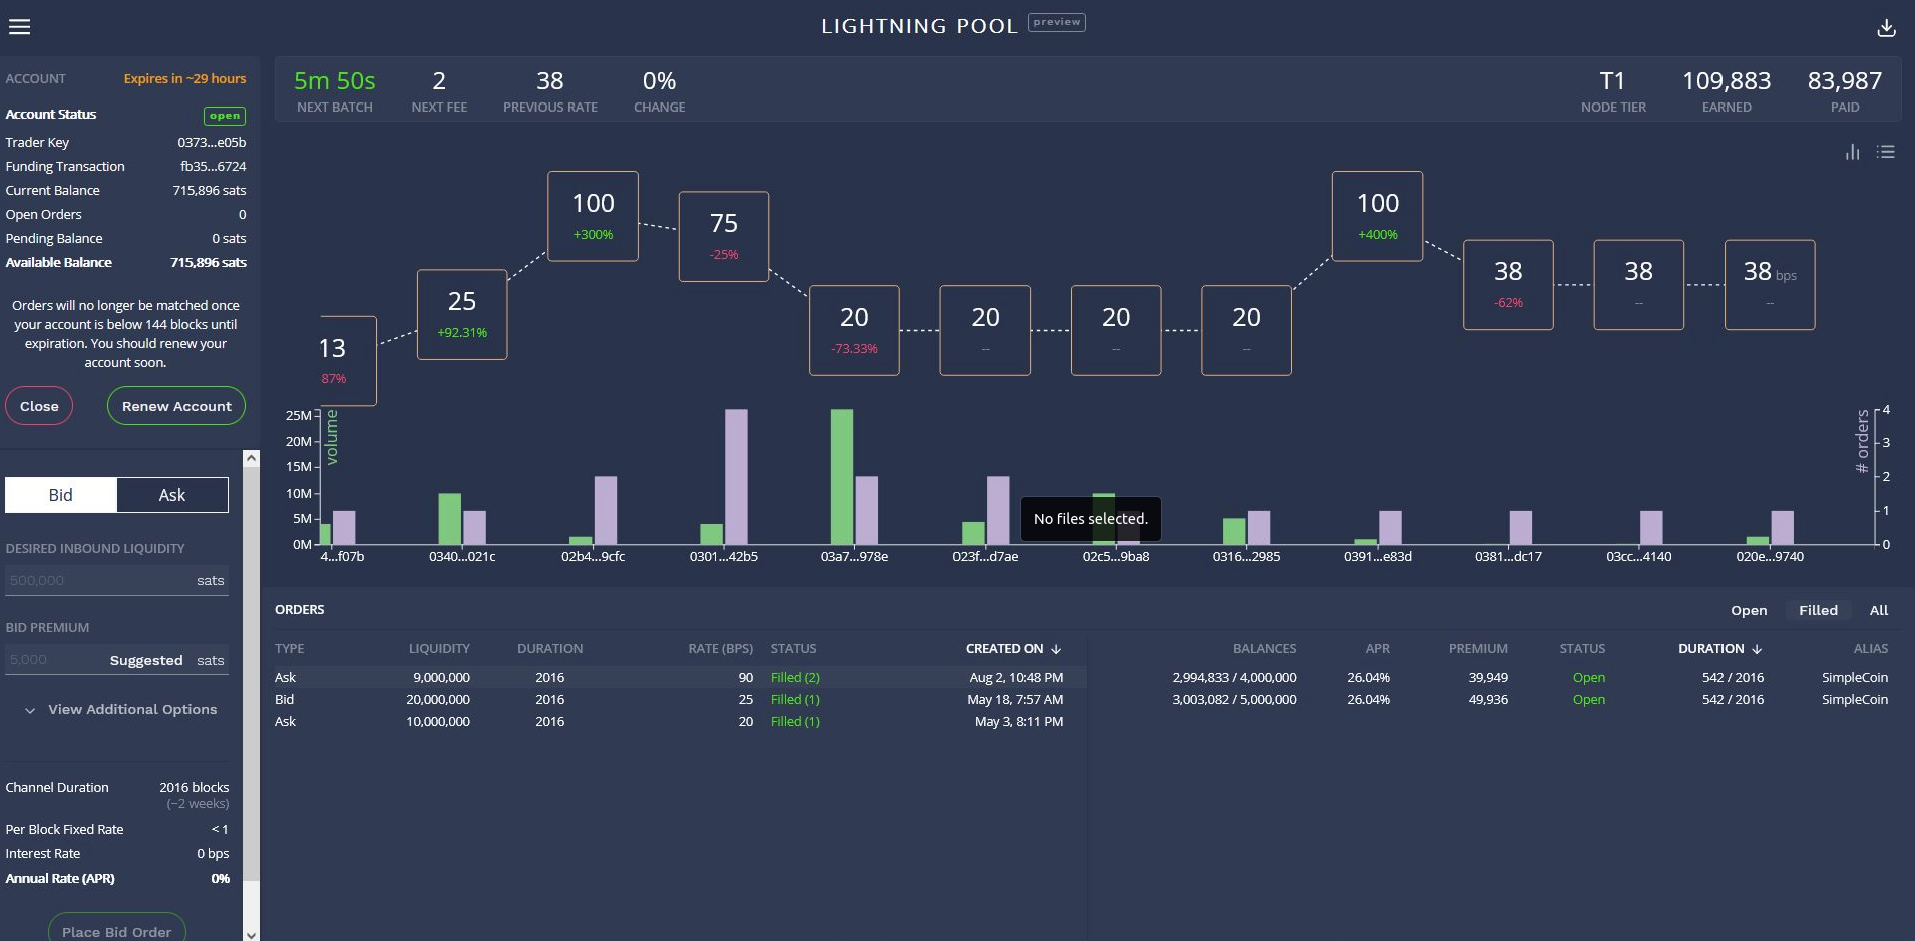 LIGHTNING POOL preview
ACCOUNT Expires in ~29 hours
Account Status open
Trader Key 0373...e05b
Funding Transaction fb35...6724
Current Balance 715,896 sats
Open Orders 0
Pending Balance 0 sats
Available Balance 715,896 sats
Orders will no longer be matched once
your account is below 144 blocks until
expiration. You should renew your
account soon.
Close Renew Account
Bid Ask
DESIRED INBOUND LIQUIDITY
500,000 sats
BID PREMIUM
5,000 Suggested sats
View Additional Options
Channel Duration 2016 blocks
(~2 weeks)
Per Block Fixed Rate < 1
Interest Rate 0 bps
Annual Rate (APR) 0%
Place Bid Order
5m 50s 2 38 0% T1 109,883 83,987
NEXT BATCH NEXT FEE PREVIOUS RATE CHANGE NODE TIER EARNED PAID
13
87%
25
+92.31%
100
+300%
75
-25%
20
-73.33%
20
--
20
--
20
--
100
+400%
38
-62%
38
--
38 bps
--
volume
25M
20M
15M
10M
5M
0M
# orders
4
3
2
1
0
No files selected.
4...f07b 0340...021c 02b4...9cfc 0301...42b5 03a7...978e 023f...d7ae 02c5...9ba8 0316...2985 0391...e83d 0381...dc17 03cc...4140 020e...9740
ORDERS Open Filled All
TYPE LIQUIDITY DURATION RATE (BPS) STATUS CREATED ON ↓
Ask 9,000,000 2016 90 Filled (2) Aug 2, 10:48 PM
Bid 20,000,000 2016 25 Filled (1) May 18, 7:57 AM
Ask 10,000,000 2016 20 Filled (1) May 3, 8:11 PM
BALANCES APR PREMIUM STATUS DURATION ↓ ALIAS
2,994,833 / 4,000,000 26.04% 39,949 Open 542 / 2016 SimpleCoin
3,003,082 / 5,000,000 26.04% 49,936 Open 542 / 2016 SimpleCoin